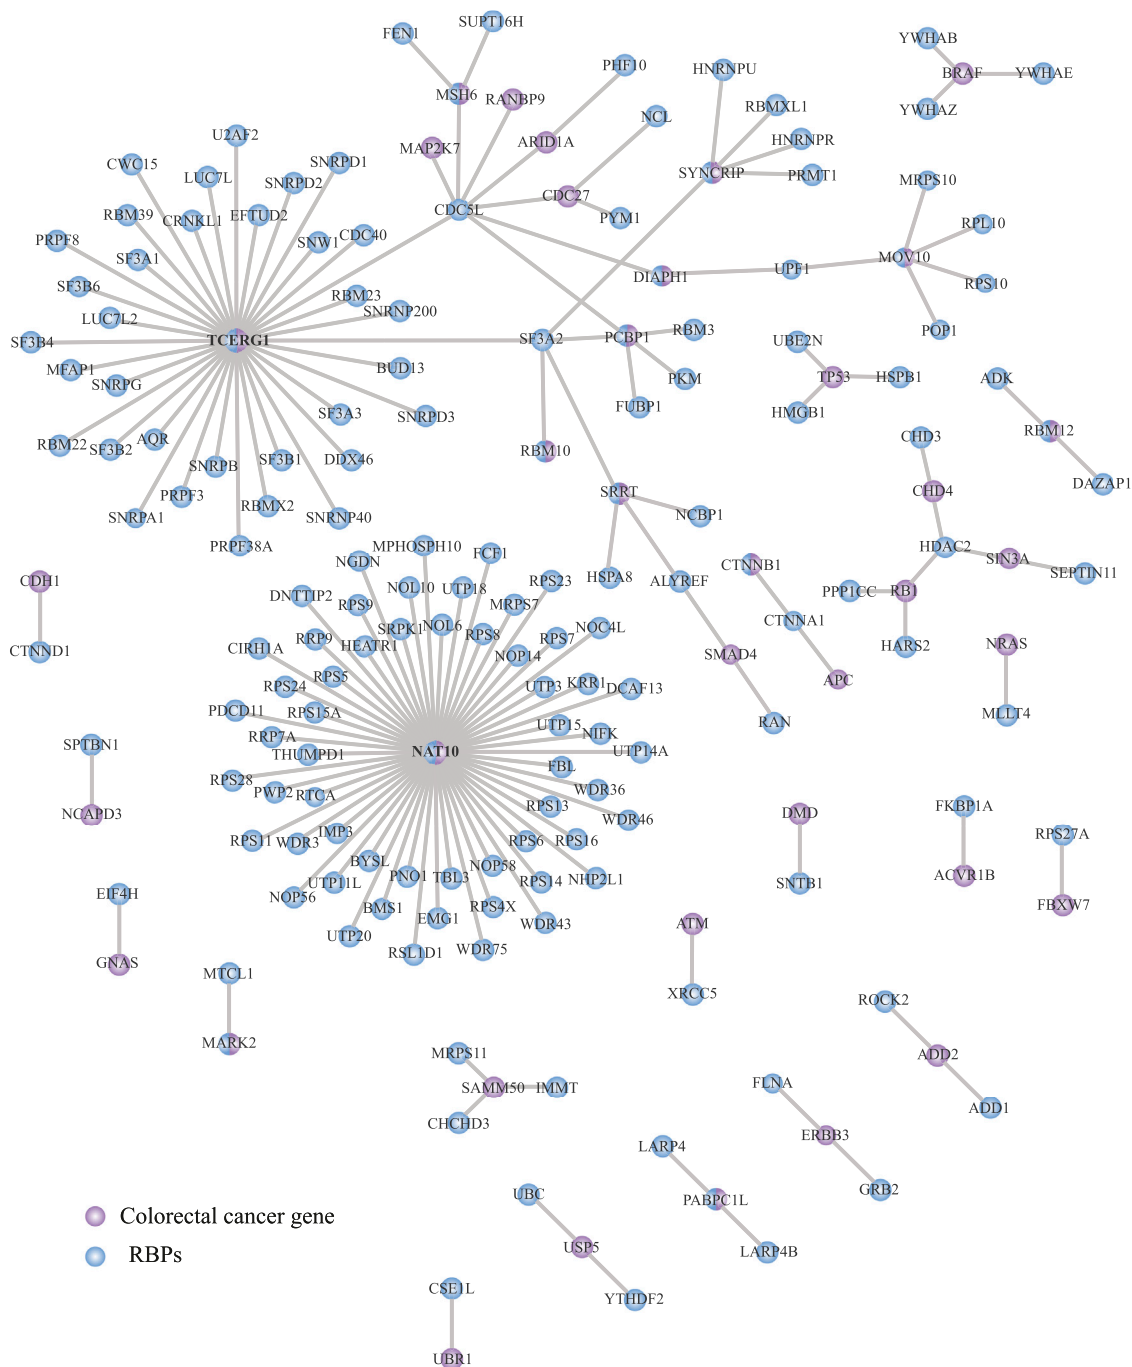 SUPT16H
FEN1
YWHAB
PHF10
HNRNPU
BRAF
YWHAE
MSH6
RANBP9
RBMXL1
YWHAZ
NCL
U2AF2
MAP2K7
ARID1A
HNRNPR
CWC15
SNRPD1
LUC7L
SNRPD2
SYNCRIP
PRMT1
MRPS10
CDC27
RBM39
CRNKL1
EFTUD2
CDC5L
PYM1
RPL10
PRPF8
SNW1
CDC40
SF3A1
MOV10
DIAPH1
UPF1
SF3B6
RPS10
RBM23
SNRNP200
LUC7L2
RBM3
POP1
SF3B4
TCERG1
SF3A2
PCBP1
UBE2N
MFAP1
BUD13
SNRPG
PKM
TP53
HSPB1
ADK
FUBP1
HMGB1
SF3A3
SNRPD3
RBM22
SF3B2
AQR
RBM10
CHD3
RBM12
SNRPB
SF3B1
DDX46
DAZAP1
PRPF3
SRRT
CHD4
SNRPA1
RBMX2
SNRNP40
NCBP1
PRPF38A
MPHOSPH10
HDAC2
NGDN
FCF1
SIN3A
CTNNB1
SEPTIN11
CDH1
NOL10
UTP18
RPS23
HSPA8
ALYREF
PPP1CC
RB1
DNTTIP2
RPS9
MRPS7
SRPK1
NOL6
RPS8
NOC4L
CTNNA1
RRP9
HEATR1
RPS7
CIRH1A
NOP14
SMAD4
HARS2
NRAS
CTNND1
RPS5
RPS24
UTP3
KRR1
DCAF13
APC
PDCD11
RPS15A
UTP15
RAN
MLLT4
RRP7A
NIFK
SPTBN1
THUMPD1
NAT10
UTP14A
RPS28
FBL
PWP2
RTCA
WDR36
NCAPD3
RPS13
DMD
FKBP1A
WDR46
RPS11
WDR3
IMP3
RPS6
RPS16
RPS27A
BYSL
NOP58
UTP11L
PNO1
TBL3
RPS14
NHP2L1
SNTB1
ACVR1B
EIF4H
NOP56
BMS1
RPS4X
FBXW7
EMG1
WDR43
ATM
UTP20
RSL1D1
WDR75
GNAS
MTCL1
XRCC5
ROCK2
MARK2
MRPS11
ADD2
SAMM50
IMMT
FLNA
ADD1
CHCHD3
ERBB3
LARP4
UBC
PABPC1L
GRB2
Colorectal cancer gene
USP5
LARP4B
RBPs
CSE1L
YTHDF2
UBR1